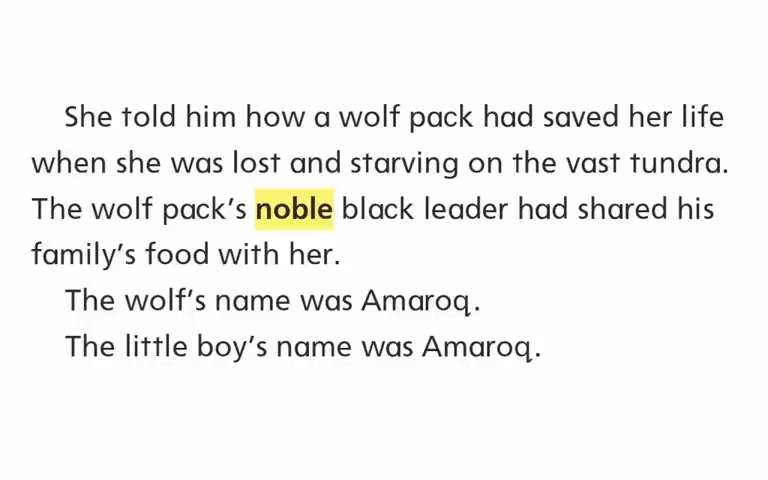 She told him how a wolf pack had saved her life
when she was lost and starving on the vast tundra.
The wolf pack’s noble black leader had shared his
family’s food with her.
The wolf’s name was Amaroq.
The little boy’s name was Amaroq.